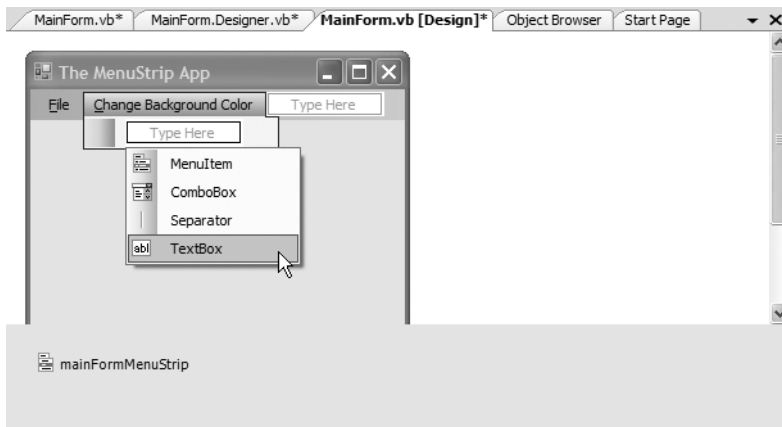 MainForm.vb* MainForm.Designer.vb* MainForm.vb [Design]* Object Browser Start Page
The MenuStrip App
File Change Background Color Type Here
Type Here
MenuItem
ComboBox
Separator
abl TextBox
mainFormMenuStrip